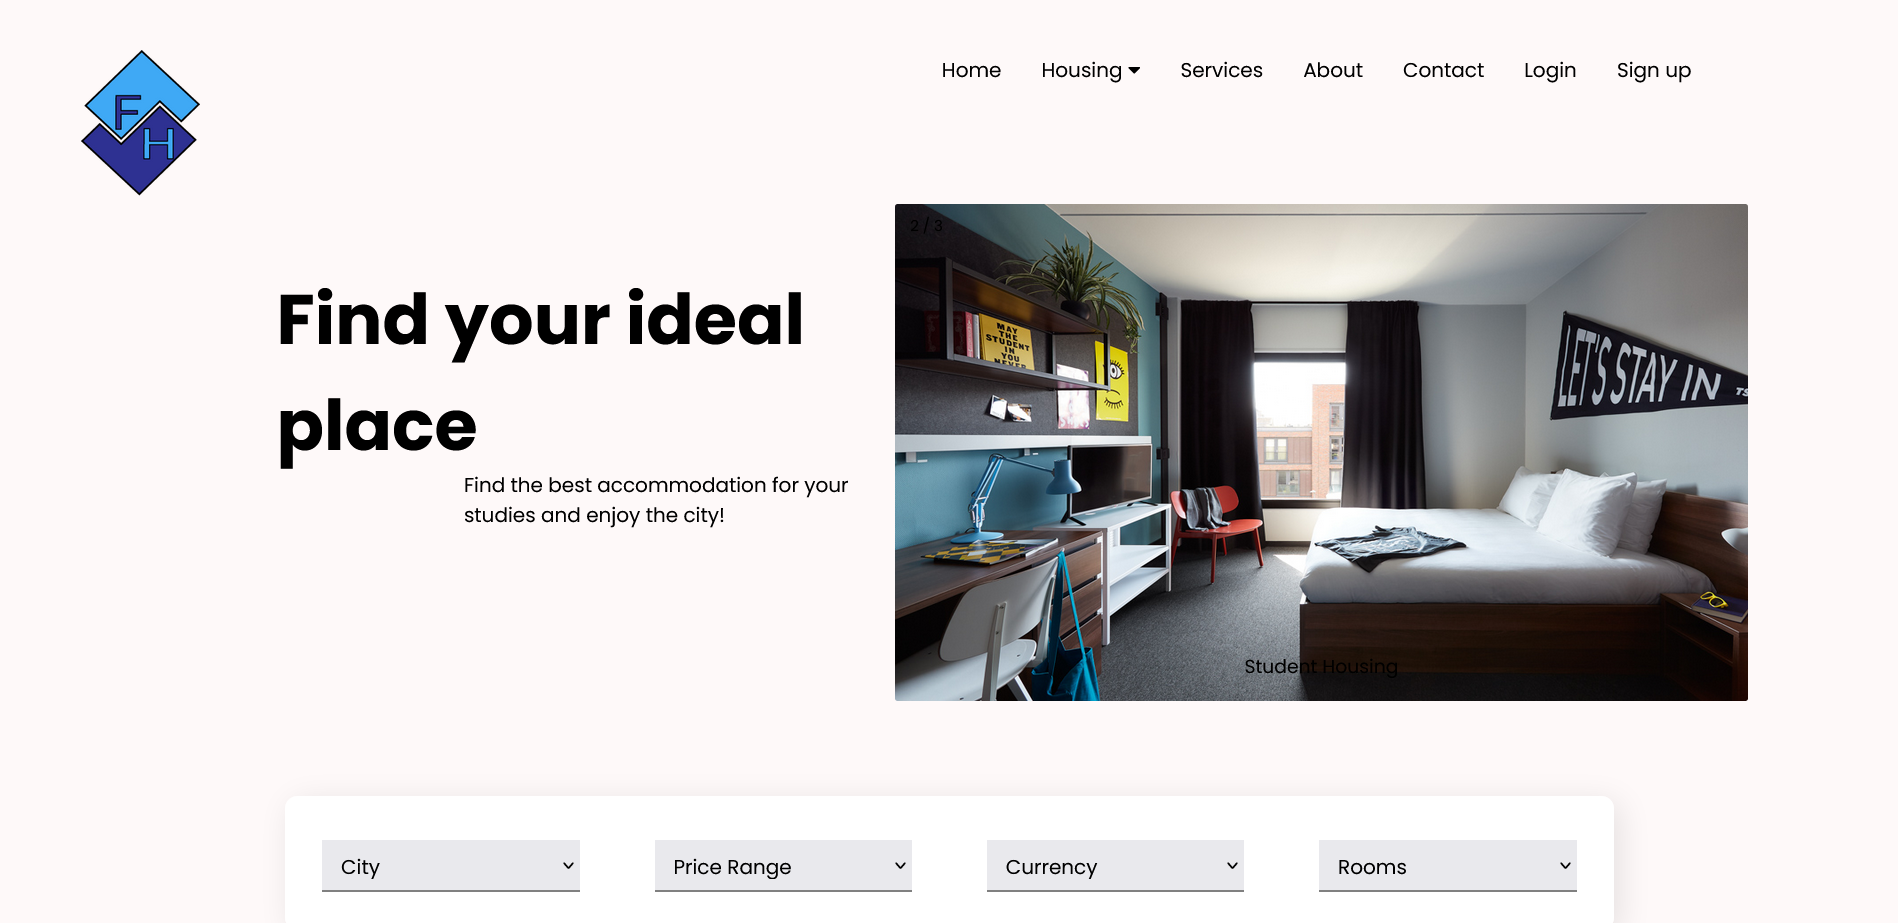 F
H
Home Housing Services About Contact Login Sign up
2 / 3
Find your ideal
place
Find the best accommodation for your
studies and enjoy the city!
MAY
THE
STUDENT
IN
YOU
NEVER
LET'S STAY IN
Student Housing
City Price Range Currency Rooms